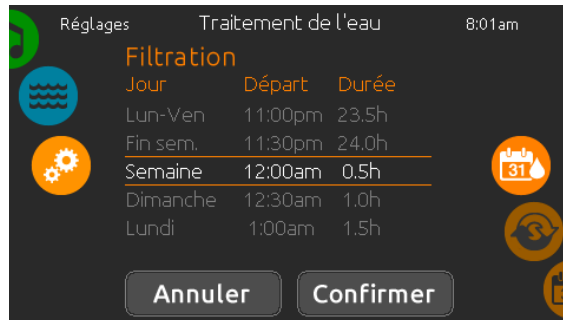 Réglages Traitement de l'eau 8:01am
Filtration
Jour Départ Durée
Lun-Ven 11:00pm 23.5h
Fin sem. 11:30pm 24.0h
Semaine 12:00am 0.5h
Dimanche 12:30am 1.0h
Lundi 1:00am 1.5h
31
Annuler Confirmer